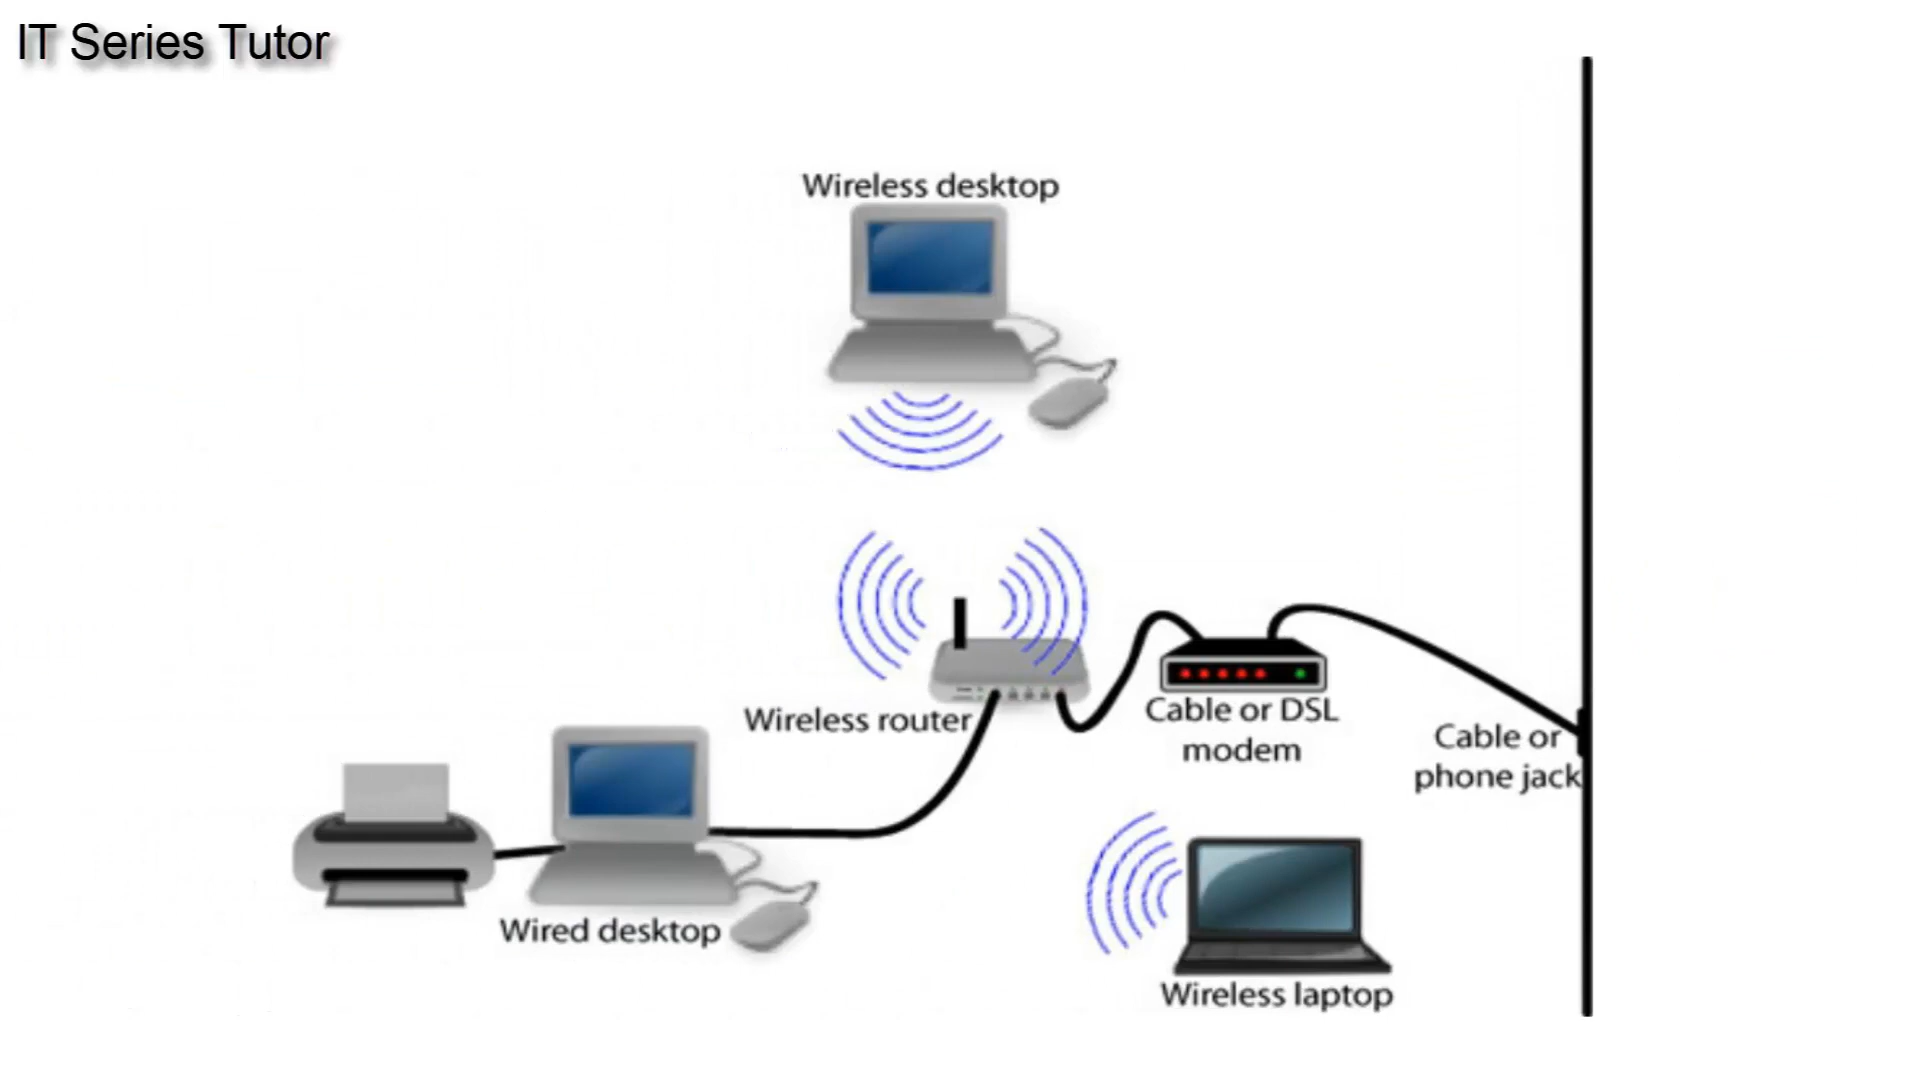 IT Series Tutor
Wireless desktop
Wireless router
Cable or DSL
modem
Cable or
phone jack
Wired desktop
Wireless laptop